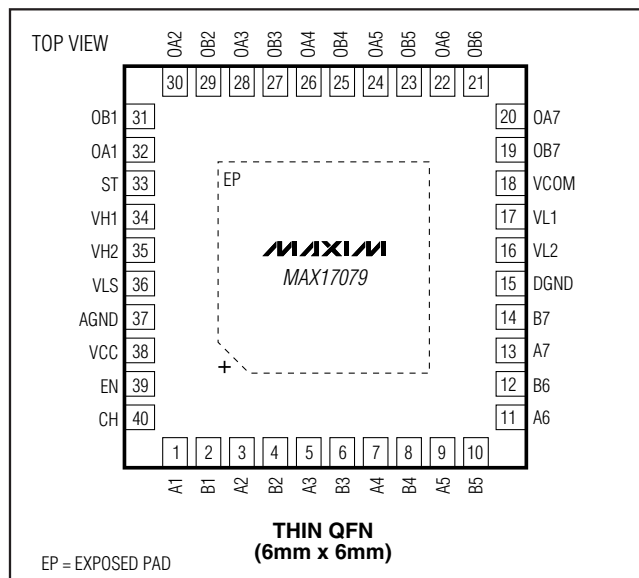 TOP VIEW
OA2 OB2 OA3 OB3 OA4 OB4 OA5 OB5 OA6 OB6
30 29 28 27 26 25 24 23 22 21
OB1 31
OA1 32
ST 33
VH1 34
VH2 35
VLS 36
AGND 37
VCC 38
EN 39
CH 40
EP
MAXIM
MAX17079
+
20 OA7
19 OB7
18 VCOM
17 VL1
16 VL2
15 DGND
14 B7
13 A7
12 B6
11 A6
1 2 3 4 5 6 7 8 9 10
A1 B1 A2 B2 A3 B3 A4 B4 A5 B5
THIN QFN
(6mm x 6mm)
EP = EXPOSED PAD